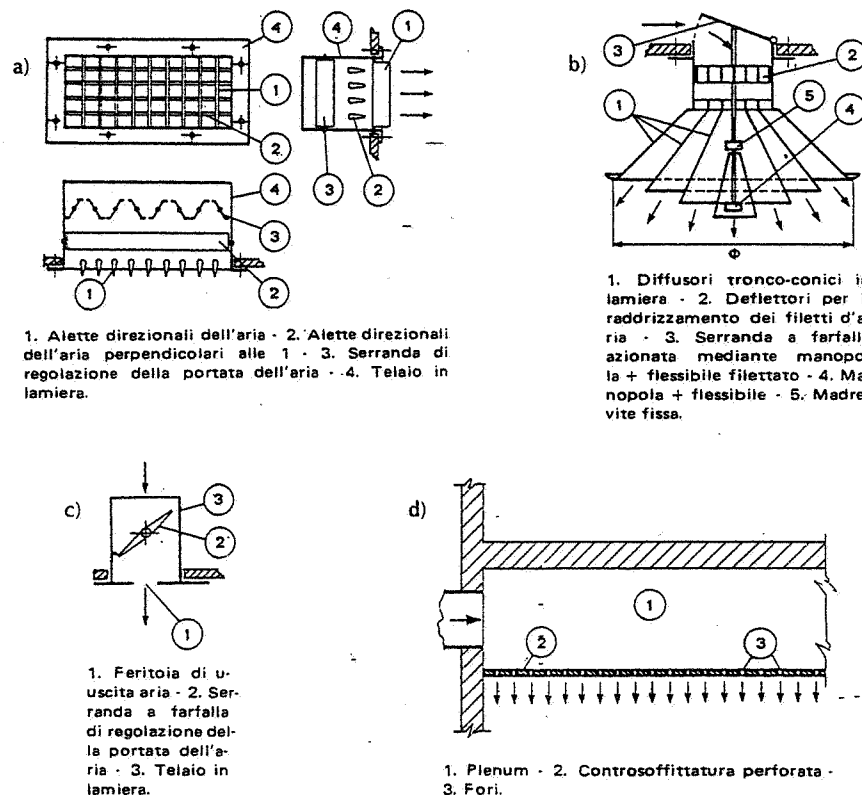 a)
4
1
2
4
1
3
2
4
3
2
1
1. Alette direzionali dell'aria - 2. Alette direzionali
dell'aria perpendicolari alle 1 - 3. Serranda di
regolazione della portata dell'aria - 4. Telaio in
lamiera.
b)
3
2
1
5
4
Φ
1. Diffusori tronco-conici i
lamiera - 2. Deflettori per
raddrizzamento dei filetti d'a
ria - 3. Serranda a farfall
azionata mediante manopo
la + flessibile filettato - 4. Ma
nopola + flessibile - 5. Madre
vite fissa.
c)
3
2
1
1. Feritoia di u-
uscita aria - 2. Ser-
randa a farfalla
di regolazione del-
la portata dell'a-
ria - 3. Telaio in
lamiera.
d)
1
2
3
1. Plenum - 2. Controsoffittatura perforata -
3. Fori.